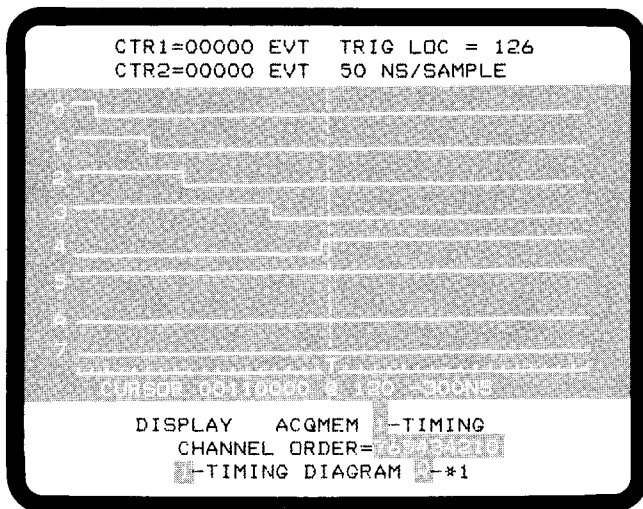 CTR1=00000 EVT TRIG LOC = 126
CTR2=00000 EVT 50 NS/SAMPLE
0
1
2
3
4
5
6
7
T
CURSOR 00110000 @ 120 -300NS
DISPLAY ACQMEM -TIMING
CHANNEL ORDER=76543210
-TIMING DIAGRAM -*1